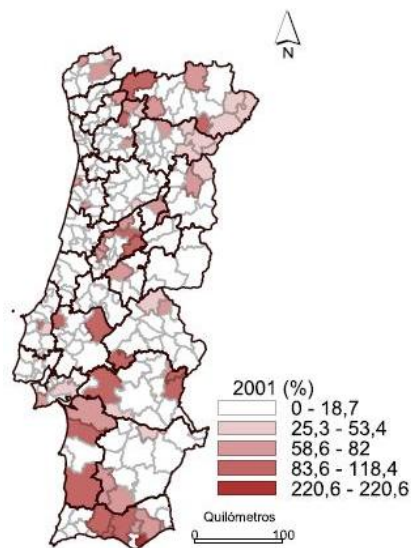 N
2001 (%)
0 - 18,7
25,3 - 53,4
58,6 - 82
83,6 - 118,4
220,6 - 220,6
Quilómetros
0 100